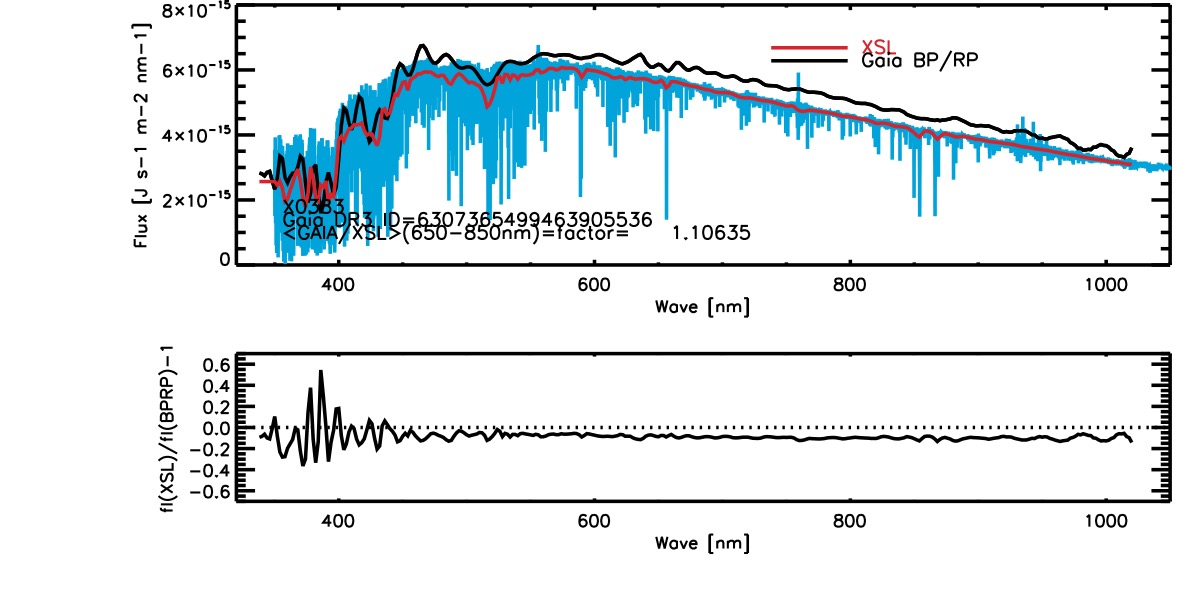 8×10⁻¹⁵
6×10⁻¹⁵
4×10⁻¹⁵
2×10⁻¹⁵
0
Flux [J s−1 m−2 nm−1]
XSL
Gaia BP/RP
X0383
Gaia DR3 ID=6307365499463905536
<GAIA/XSL>(650−850nm)=factor= 1.10635
400 600 800 1000
Wave [nm]
fl(XSL)/fl(BPRP)−1
0.6
0.4
0.2
0.0
−0.2
−0.4
−0.6
400 600 800 1000
Wave [nm]